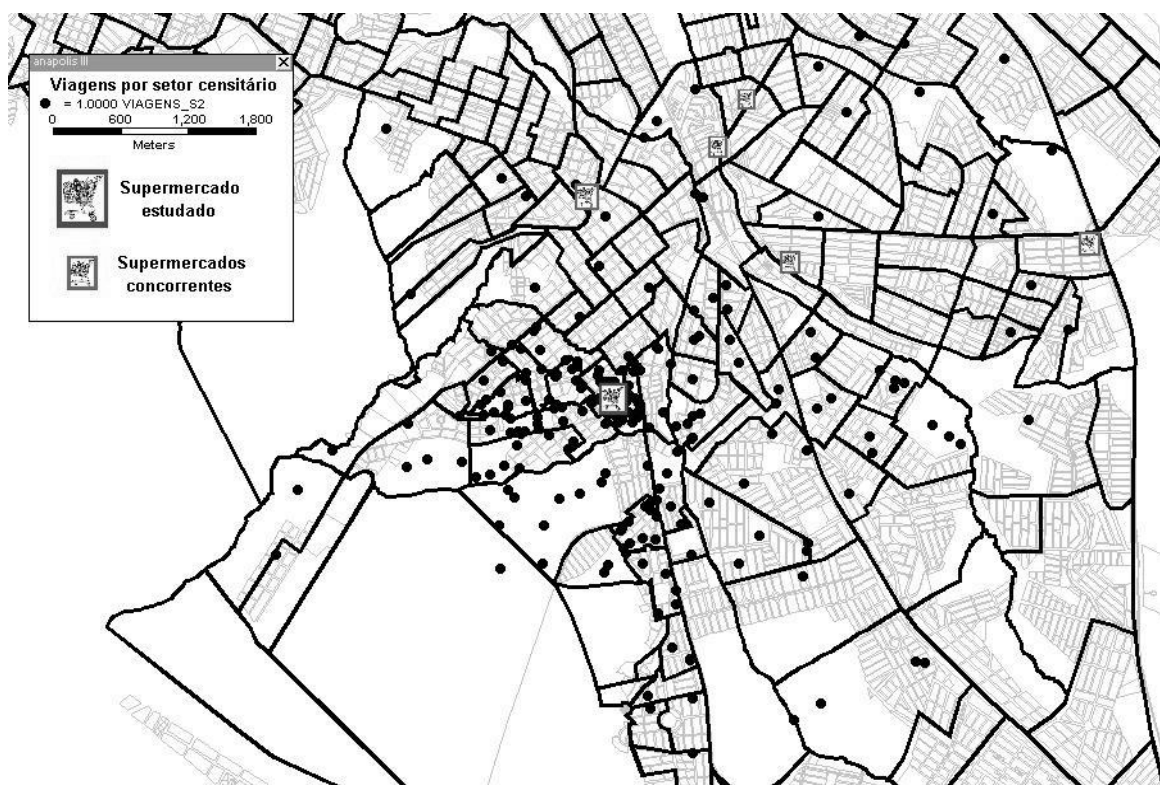 anapolis III
Viagens por setor censitário
= 1.0000 VIAGENS_S2
0 600 1,200 1,800
Meters
Supermercado
estudado
Supermercados
concorrentes